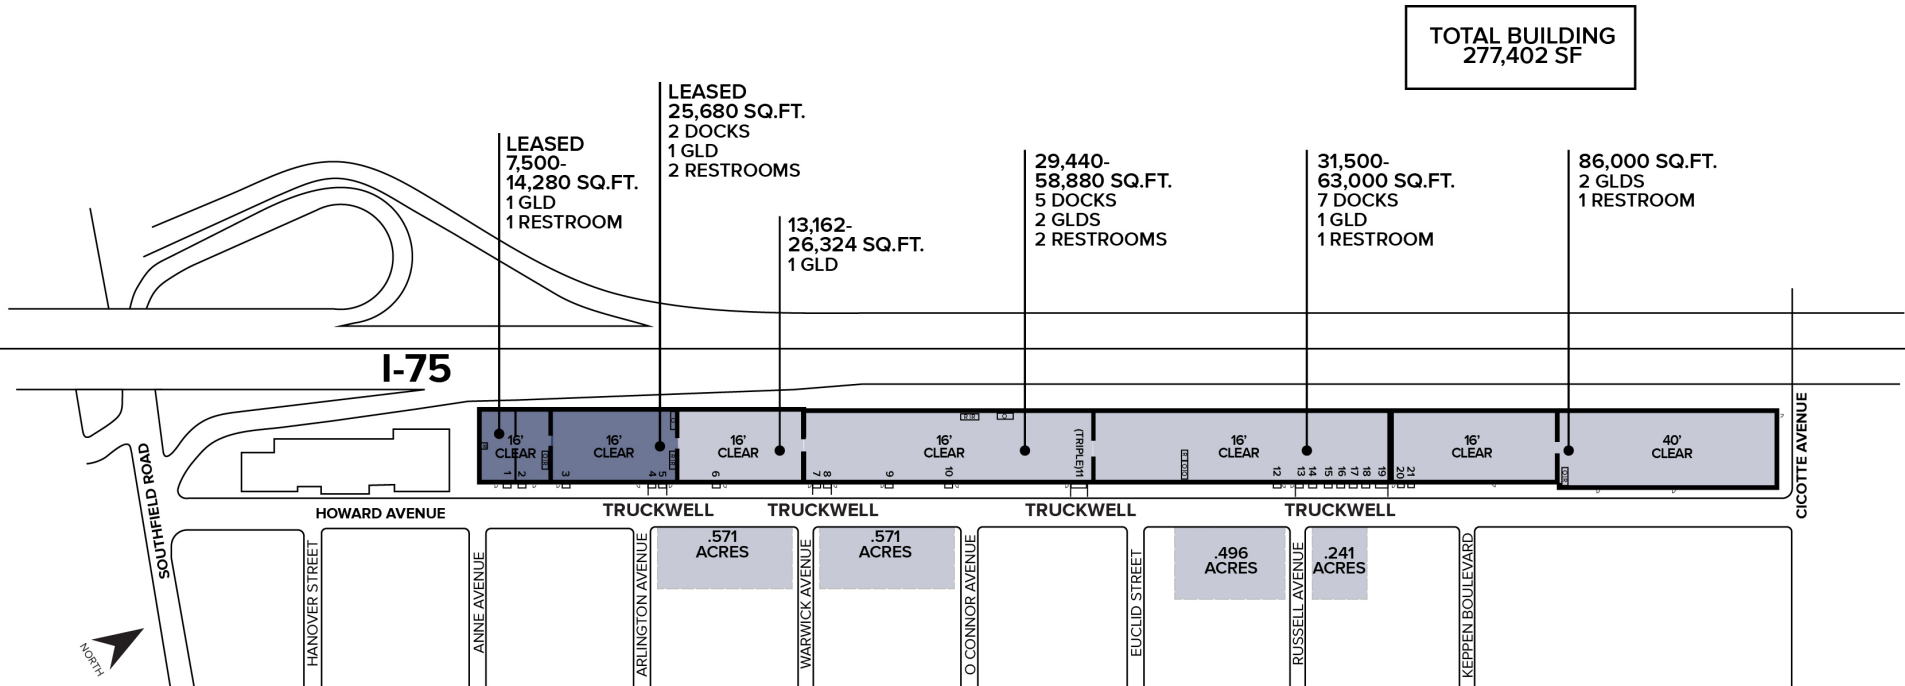 TOTAL BUILDING
277,402 SF
LEASED
7,500-
14,280 SQ.FT.
1 GLD
1 RESTROOM
LEASED
25,680 SQ.FT.
2 DOCKS
1 GLD
2 RESTROOMS
13,162-
26,324 SQ.FT.
1 GLD
29,440-
58,880 SQ.FT.
5 DOCKS
2 GLDS
2 RESTROOMS
31,500-
63,000 SQ.FT.
7 DOCKS
1 GLD
1 RESTROOM
86,000 SQ.FT.
2 GLDS
1 RESTROOM
I-75
16'
CLEAR
16'
CLEAR
16'
CLEAR
16'
CLEAR
16'
CLEAR
16'
CLEAR
40'
CLEAR
1 2 3 4 5 6 7 8 9 10 (TRIPLE)11 12 13 14 15 16 17 18 19 20 21
HOWARD AVENUE
TRUCKWELL
TRUCKWELL
TRUCKWELL
TRUCKWELL
.571
ACRES
.571
ACRES
.496
ACRES
.241
ACRES
SOUTHFIELD ROAD
HANOVER STREET
ANNE AVENUE
ARLINGTON AVENUE
WARWICK AVENUE
O CONNOR AVENUE
EUCLID STREET
RUSSELL AVENUE
KEPPEN BOULEVARD
CICOTTE AVENUE
NORTH